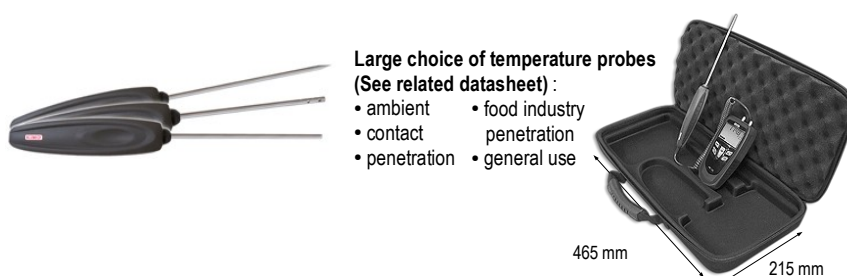 Large choice of temperature probes
(See related datasheet) :
• ambient
• contact
• penetration
• food industry
penetration
• general use
465 mm
215 mm